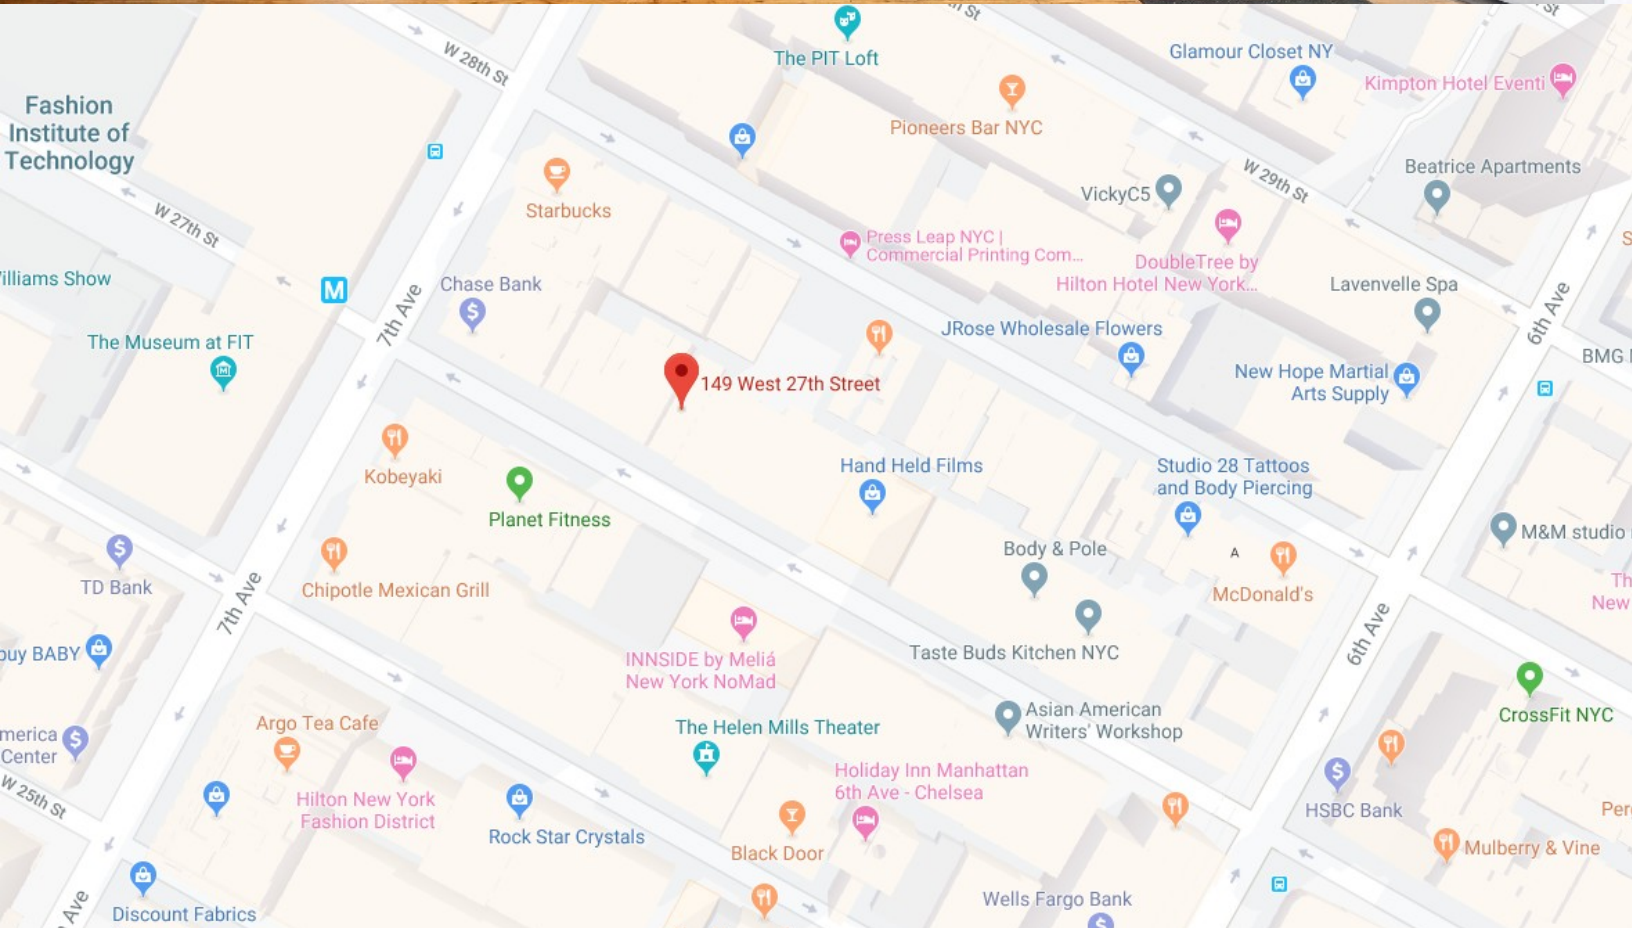 St
St
The PIT Loft
W 28th St
Glamour Closet NY
Kimpton Hotel Eventi
Fashion
Institute of
Technology
Pioneers Bar NYC
Beatrice Apartments
W 29th St
VickyC5
Starbucks
W 27th St
Press Leap NYC |
Commercial Printing Com...
DoubleTree by
Hilton Hotel New York...
illiams Show
M
Chase Bank
Lavenvelle Spa
7th Ave
6th Ave
The Museum at FIT
JRose Wholesale Flowers
BMG
New Hope Martial
Arts Supply
149 West 27th Street
Kobeyaki
Hand Held Films
Studio 28 Tattoos
and Body Piercing
Planet Fitness
M&M studio
Body & Pole
A
TD Bank
Chipotle Mexican Grill
McDonald's
Th
New
7th Ave
6th Ave
buy BABY
INNSIDE by Meliá
New York NoMad
Taste Buds Kitchen NYC
Argo Tea Cafe
The Helen Mills Theater
Asian American
Writers' Workshop
CrossFit NYC
merica
Center
W 25th St
Holiday Inn Manhattan
6th Ave - Chelsea
Hilton New York
Fashion District
HSBC Bank
Per
Rock Star Crystals
Black Door
Mulberry & Vine
Ave
Discount Fabrics
Wells Fargo Bank